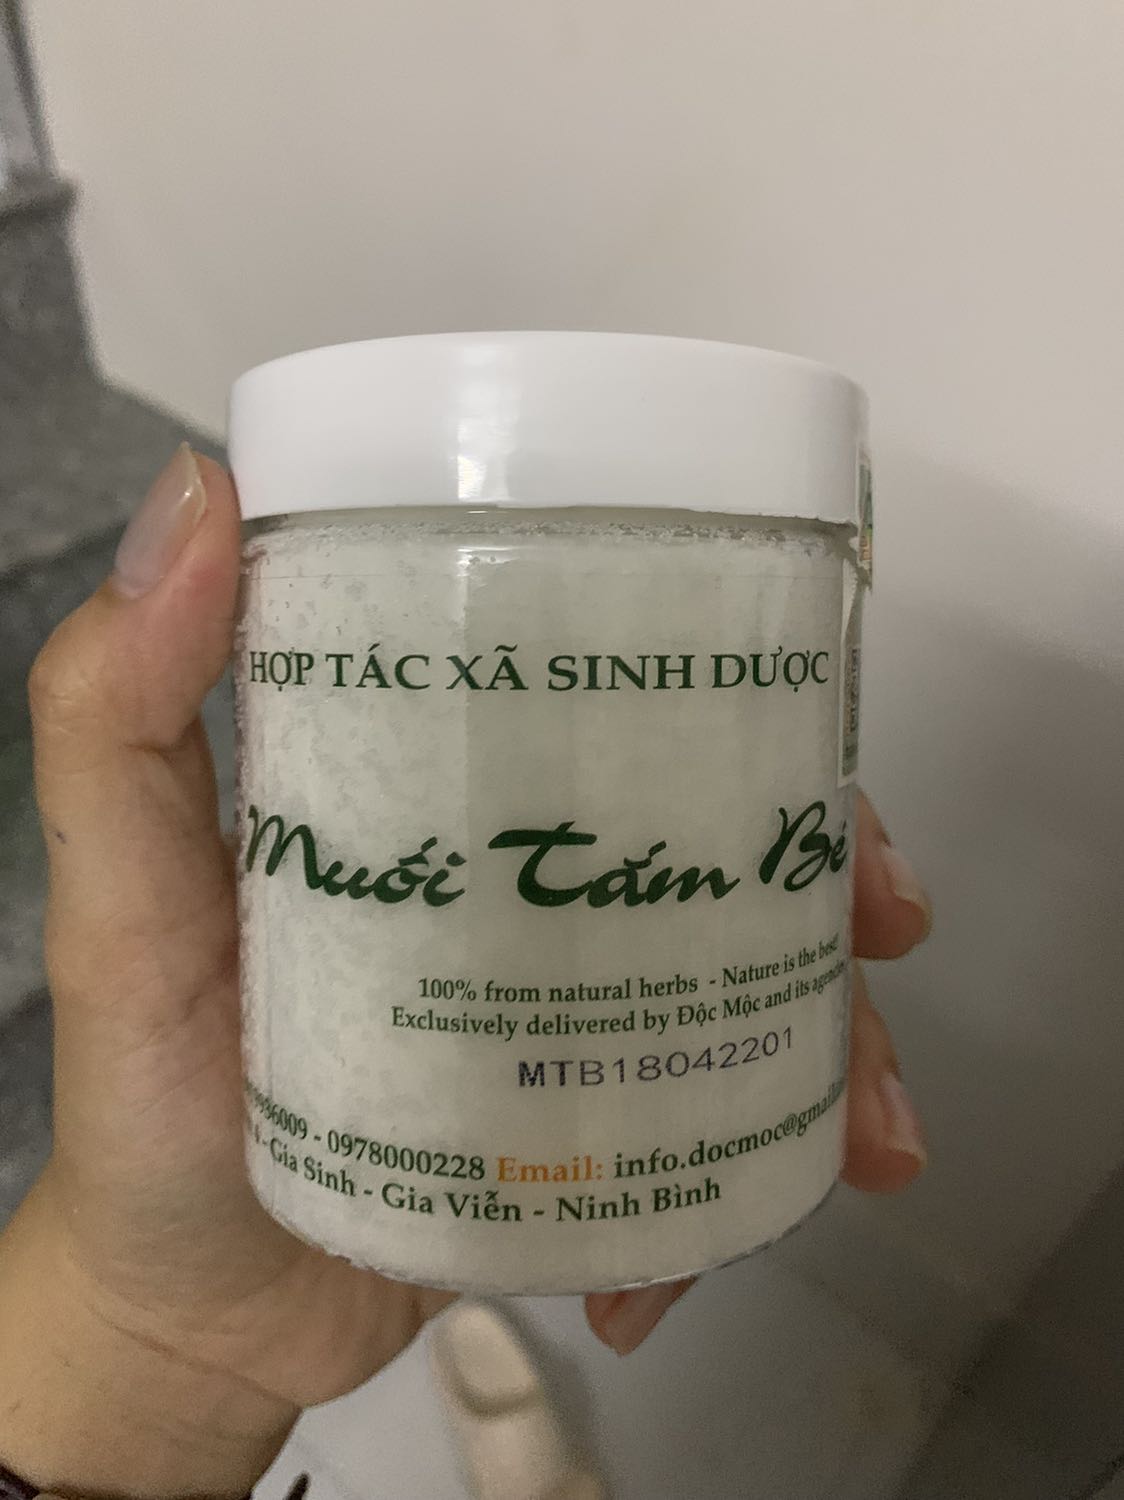 HỢP TÁC XÃ SINH DƯỢC
Muối Tắm Bé
100% from natural herbs - Nature is the best!
Exclusively delivered by Độc Mộc and its
MTB18042201
- 0978000228 Email: info.docmoc@gmail
- Gia Sinh - Gia Viễn - Ninh Bình